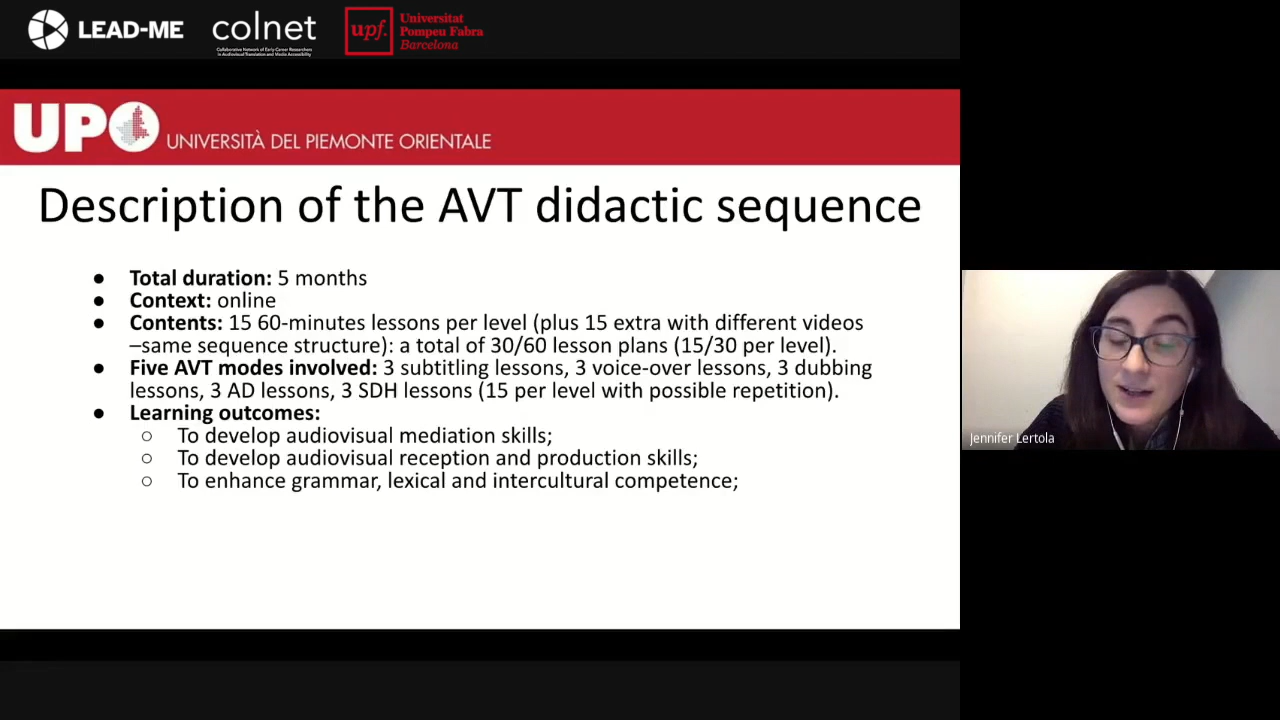 LEAD-ME
colnet
Collaborative Network of Early Career Researchers
in Audiovisual Translation and Media Accessibility
upf.
Universitat
Pompeu Fabra
Barcelona
UPO UNIVERSITÀ DEL PIEMONTE ORIENTALE
Description of the AVT didactic sequence
● Total duration: 5 months
● Context: online
● Contents: 15 60-minutes lessons per level (plus 15 extra with different videos
–same sequence structure): a total of 30/60 lesson plans (15/30 per level).
● Five AVT modes involved: 3 subtitling lessons, 3 voice-over lessons, 3 dubbing
lessons, 3 AD lessons, 3 SDH lessons (15 per level with possible repetition).
● Learning outcomes:
○ To develop audiovisual mediation skills;
○ To develop audiovisual reception and production skills;
○ To enhance grammar, lexical and intercultural competence;
Jennifer Lertola